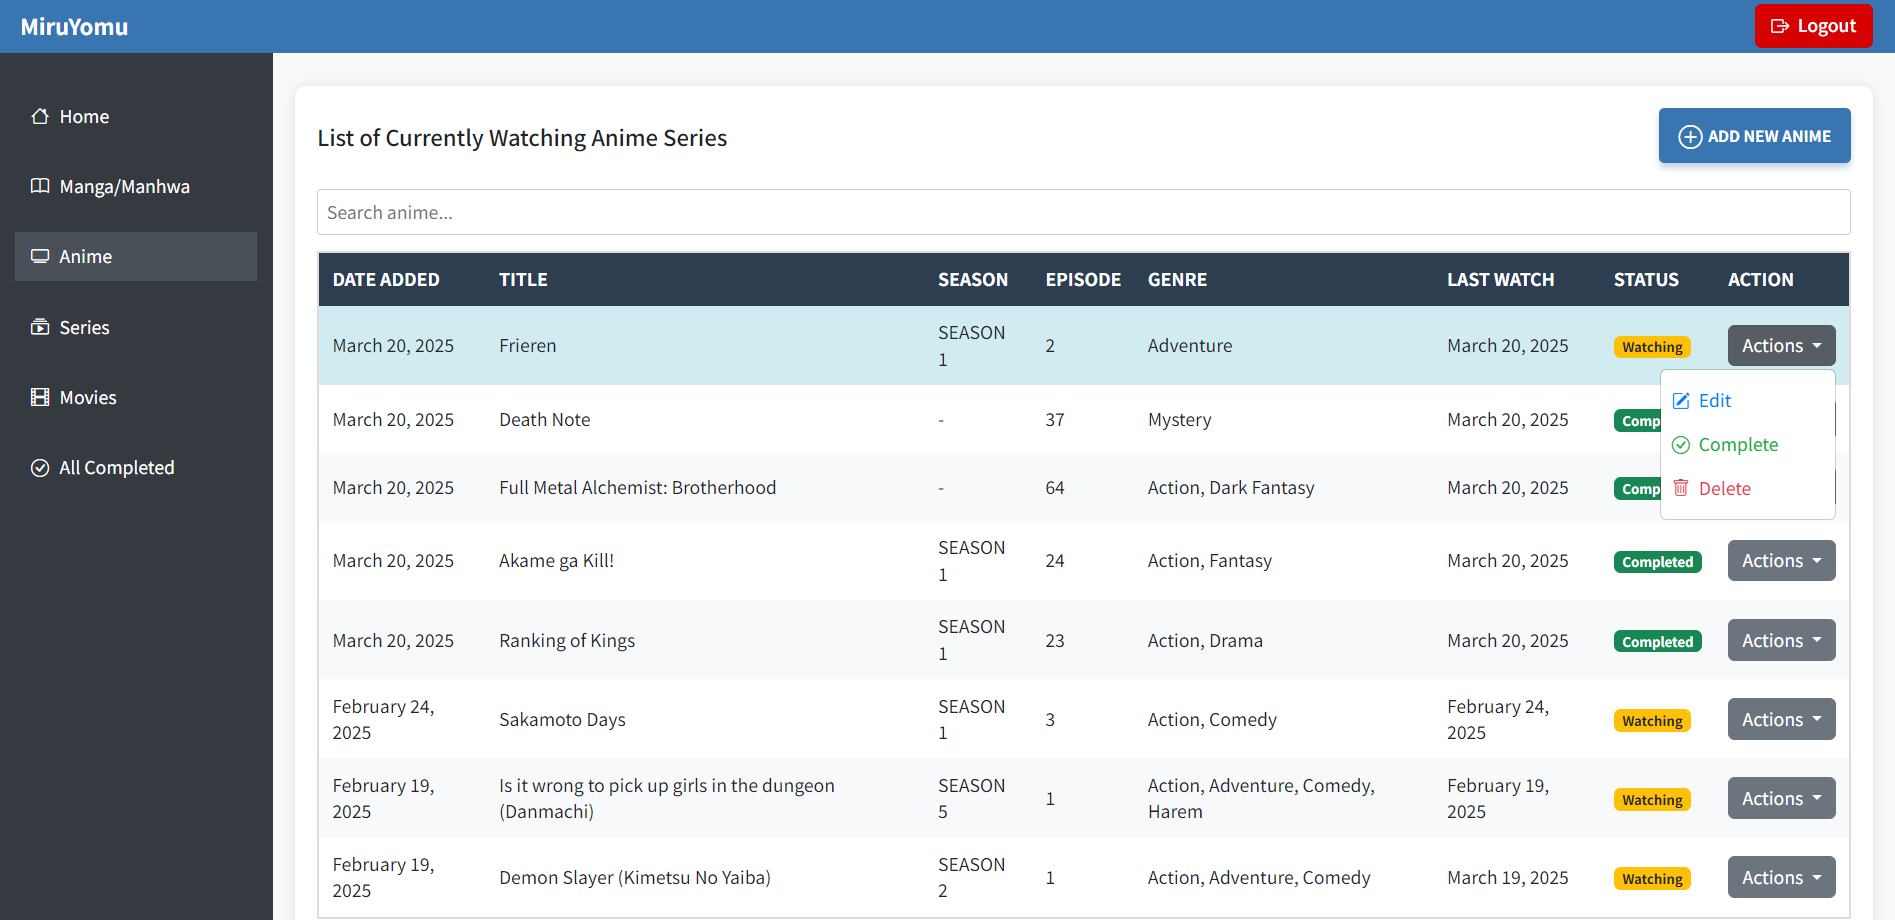 MiruYomu
Logout
Home
Manga/Manhwa
Anime
Series
Movies
All Completed
List of Currently Watching Anime Series
ADD NEW ANIME
Search anime...
DATE ADDED TITLE SEASON EPISODE GENRE LAST WATCH STATUS ACTION
March 20, 2025 Frieren SEASON 2 Adventure March 20, 2025 Watching Actions
1
Edit
Complete
Delete
March 20, 2025 Death Note - 37 Mystery March 20, 2025 Comp
March 20, 2025 Full Metal Alchemist: Brotherhood - 64 Action, Dark Fantasy March 20, 2025 Comp
March 20, 2025 Akame ga Kill! SEASON 24 Action, Fantasy March 20, 2025 Completed Actions
1
March 20, 2025 Ranking of Kings SEASON 23 Action, Drama March 20, 2025 Completed Actions
1
February 24, Sakamoto Days SEASON 3 Action, Comedy February 24, Watching Actions
2025 1 2025
February 19, Is it wrong to pick up girls in the dungeon SEASON 1 Action, Adventure, Comedy, February 19, Watching Actions
2025 (Danmachi) 5 Harem 2025
February 19, Demon Slayer (Kimetsu No Yaiba) SEASON 1 Action, Adventure, Comedy March 19, 2025 Watching Actions
2025 2